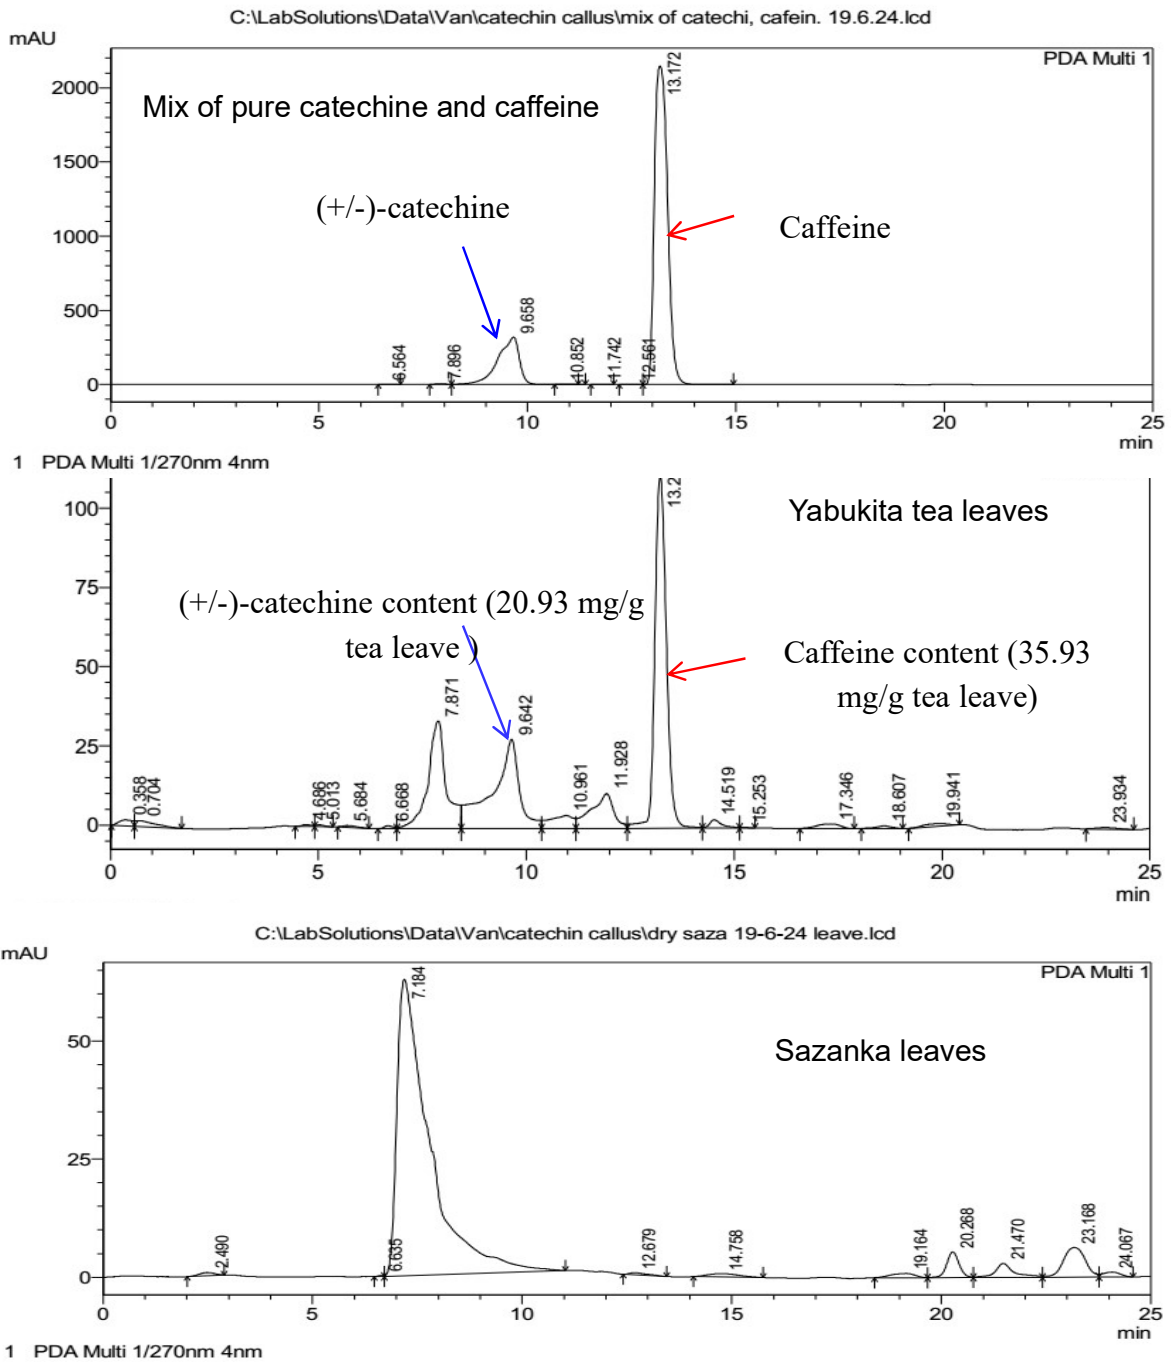 C:\LabSolutions\Data\Van\catechin callus\mix of catechi, cafein. 19.6.24.lcd
mAU
PDA Multi 1
Mix of pure catechine and caffeine
(+/-)-catechine
Caffeine
2000
1500
1000
500
0
6.564
7.896
9.658
10.852
11.742
12.561
13.172
0 5 10 15 20 25
min
1 PDA Multi 1/270nm 4nm
Yabukita tea leaves
(+/-)-catechine content (20.93 mg/g
tea leave )
Caffeine content (35.93
mg/g tea leave)
100
75
50
25
0
0.358
0.704
4.686
5.013
5.684
6.668
7.871
9.642
10.961
11.928
13.2
14.519
15.253
17.346
18.607
19.941
23.934
0 5 10 15 20 25
min
C:\LabSolutions\Data\Van\catechin callus\dry saza 19-6-24 leave.lcd
mAU
PDA Multi 1
Sazanka leaves
50
25
0
2.490
6.635
7.184
12.679
14.758
19.164
20.268
21.470
23.168
24.067
0 5 10 15 20 25
min
1 PDA Multi 1/270nm 4nm